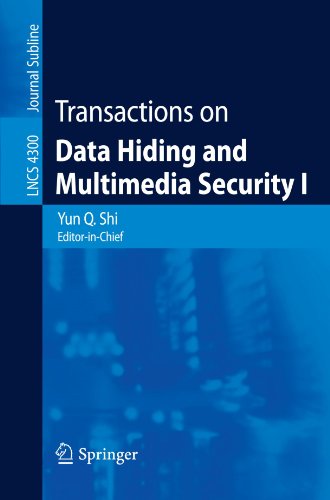 LNCS 4300
Journal Subline
Transactions on
Data Hiding and
Multimedia Security I
Yun Q. Shi
Editor-in-Chief
Springer